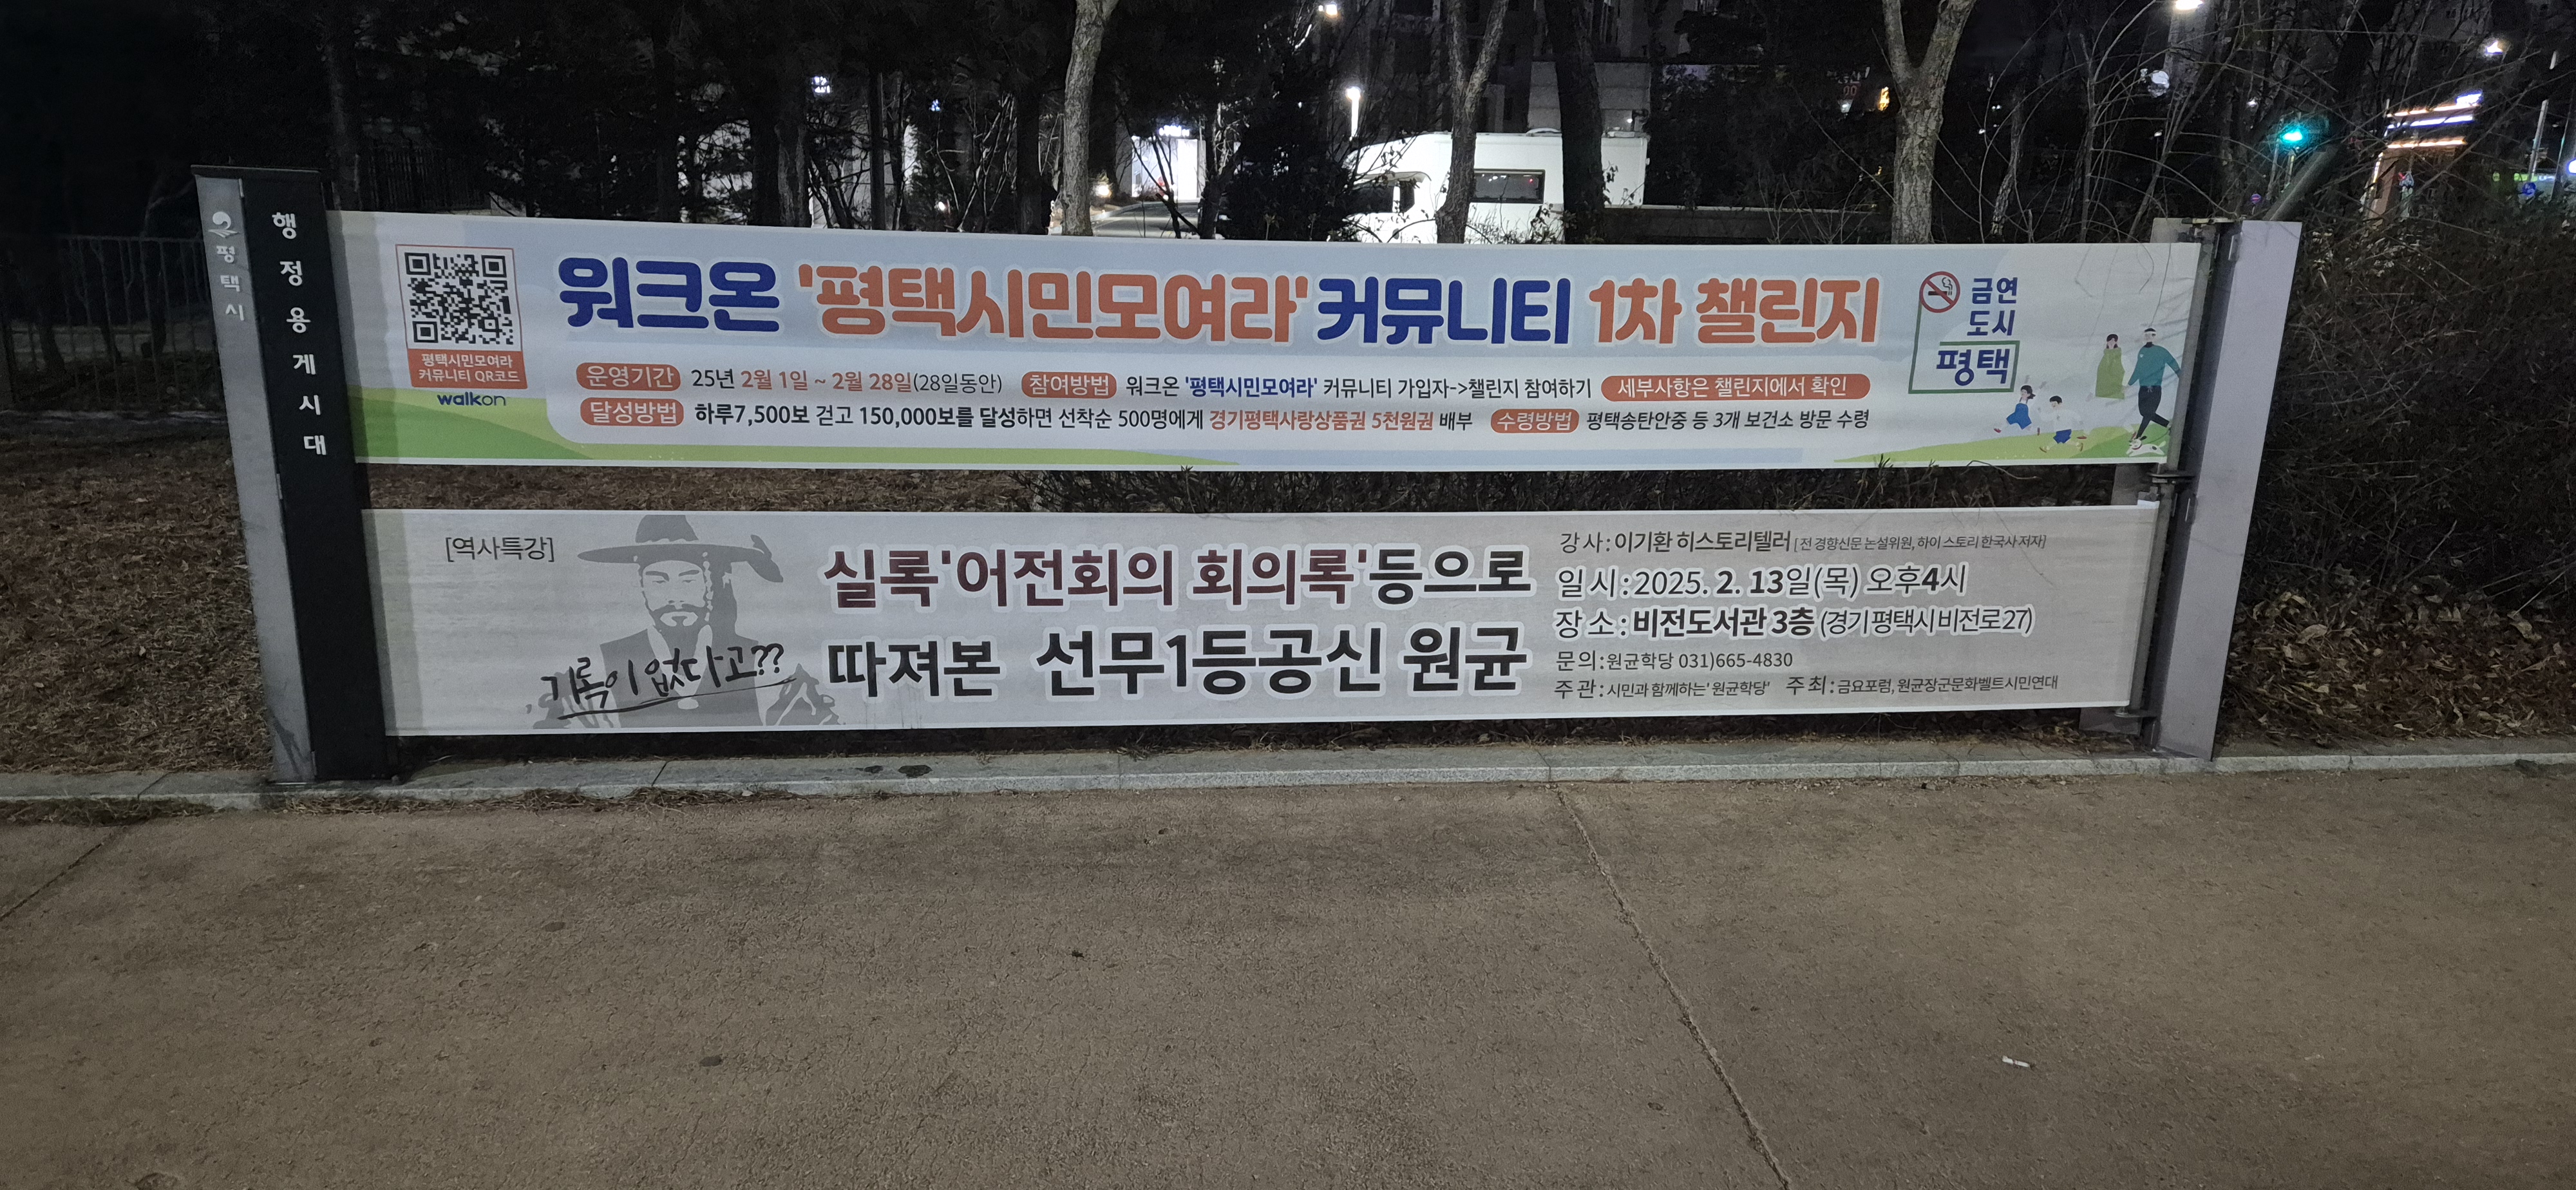 평택시
행정용게시대
평택시민모여라
커뮤니티 QR코드
walkon
워크온 '평택시민모여라' 커뮤니티 1차 챌린지
운영기간 25년 2월 1일 ~ 2월 28일(28일동안) 참여방법 워크온 '평택시민모여라' 커뮤니티 가입자->챌린지 참여하기 세부사항은 챌린지에서 확인
달성방법 하루7,500보 걷고 150,000보를 달성하면 선착순 500명에게 경기평택사랑상품권 5천원권 배부 수령방법 평택송탄안중 등 3개 보건소 방문 수령
금연
도시
평택
[역사특강]
기록이 없다고??
실록'어전회의 회의록'등으로
따져본 선무1등공신 원균
강사 : 이기환 히스토리텔러 [전 경향신문 논설위원, 하이 스토리 한국사 저자]
일시 : 2025. 2. 13일(목) 오후4시
장소 : 비전도서관 3층 (경기 평택시 비전로 27)
문의 : 원균학당 031)665-4830
주관 : 시민과 함께하는 '원균학당' 주최 : 금요포럼, 원균장군문화벨트시민연대